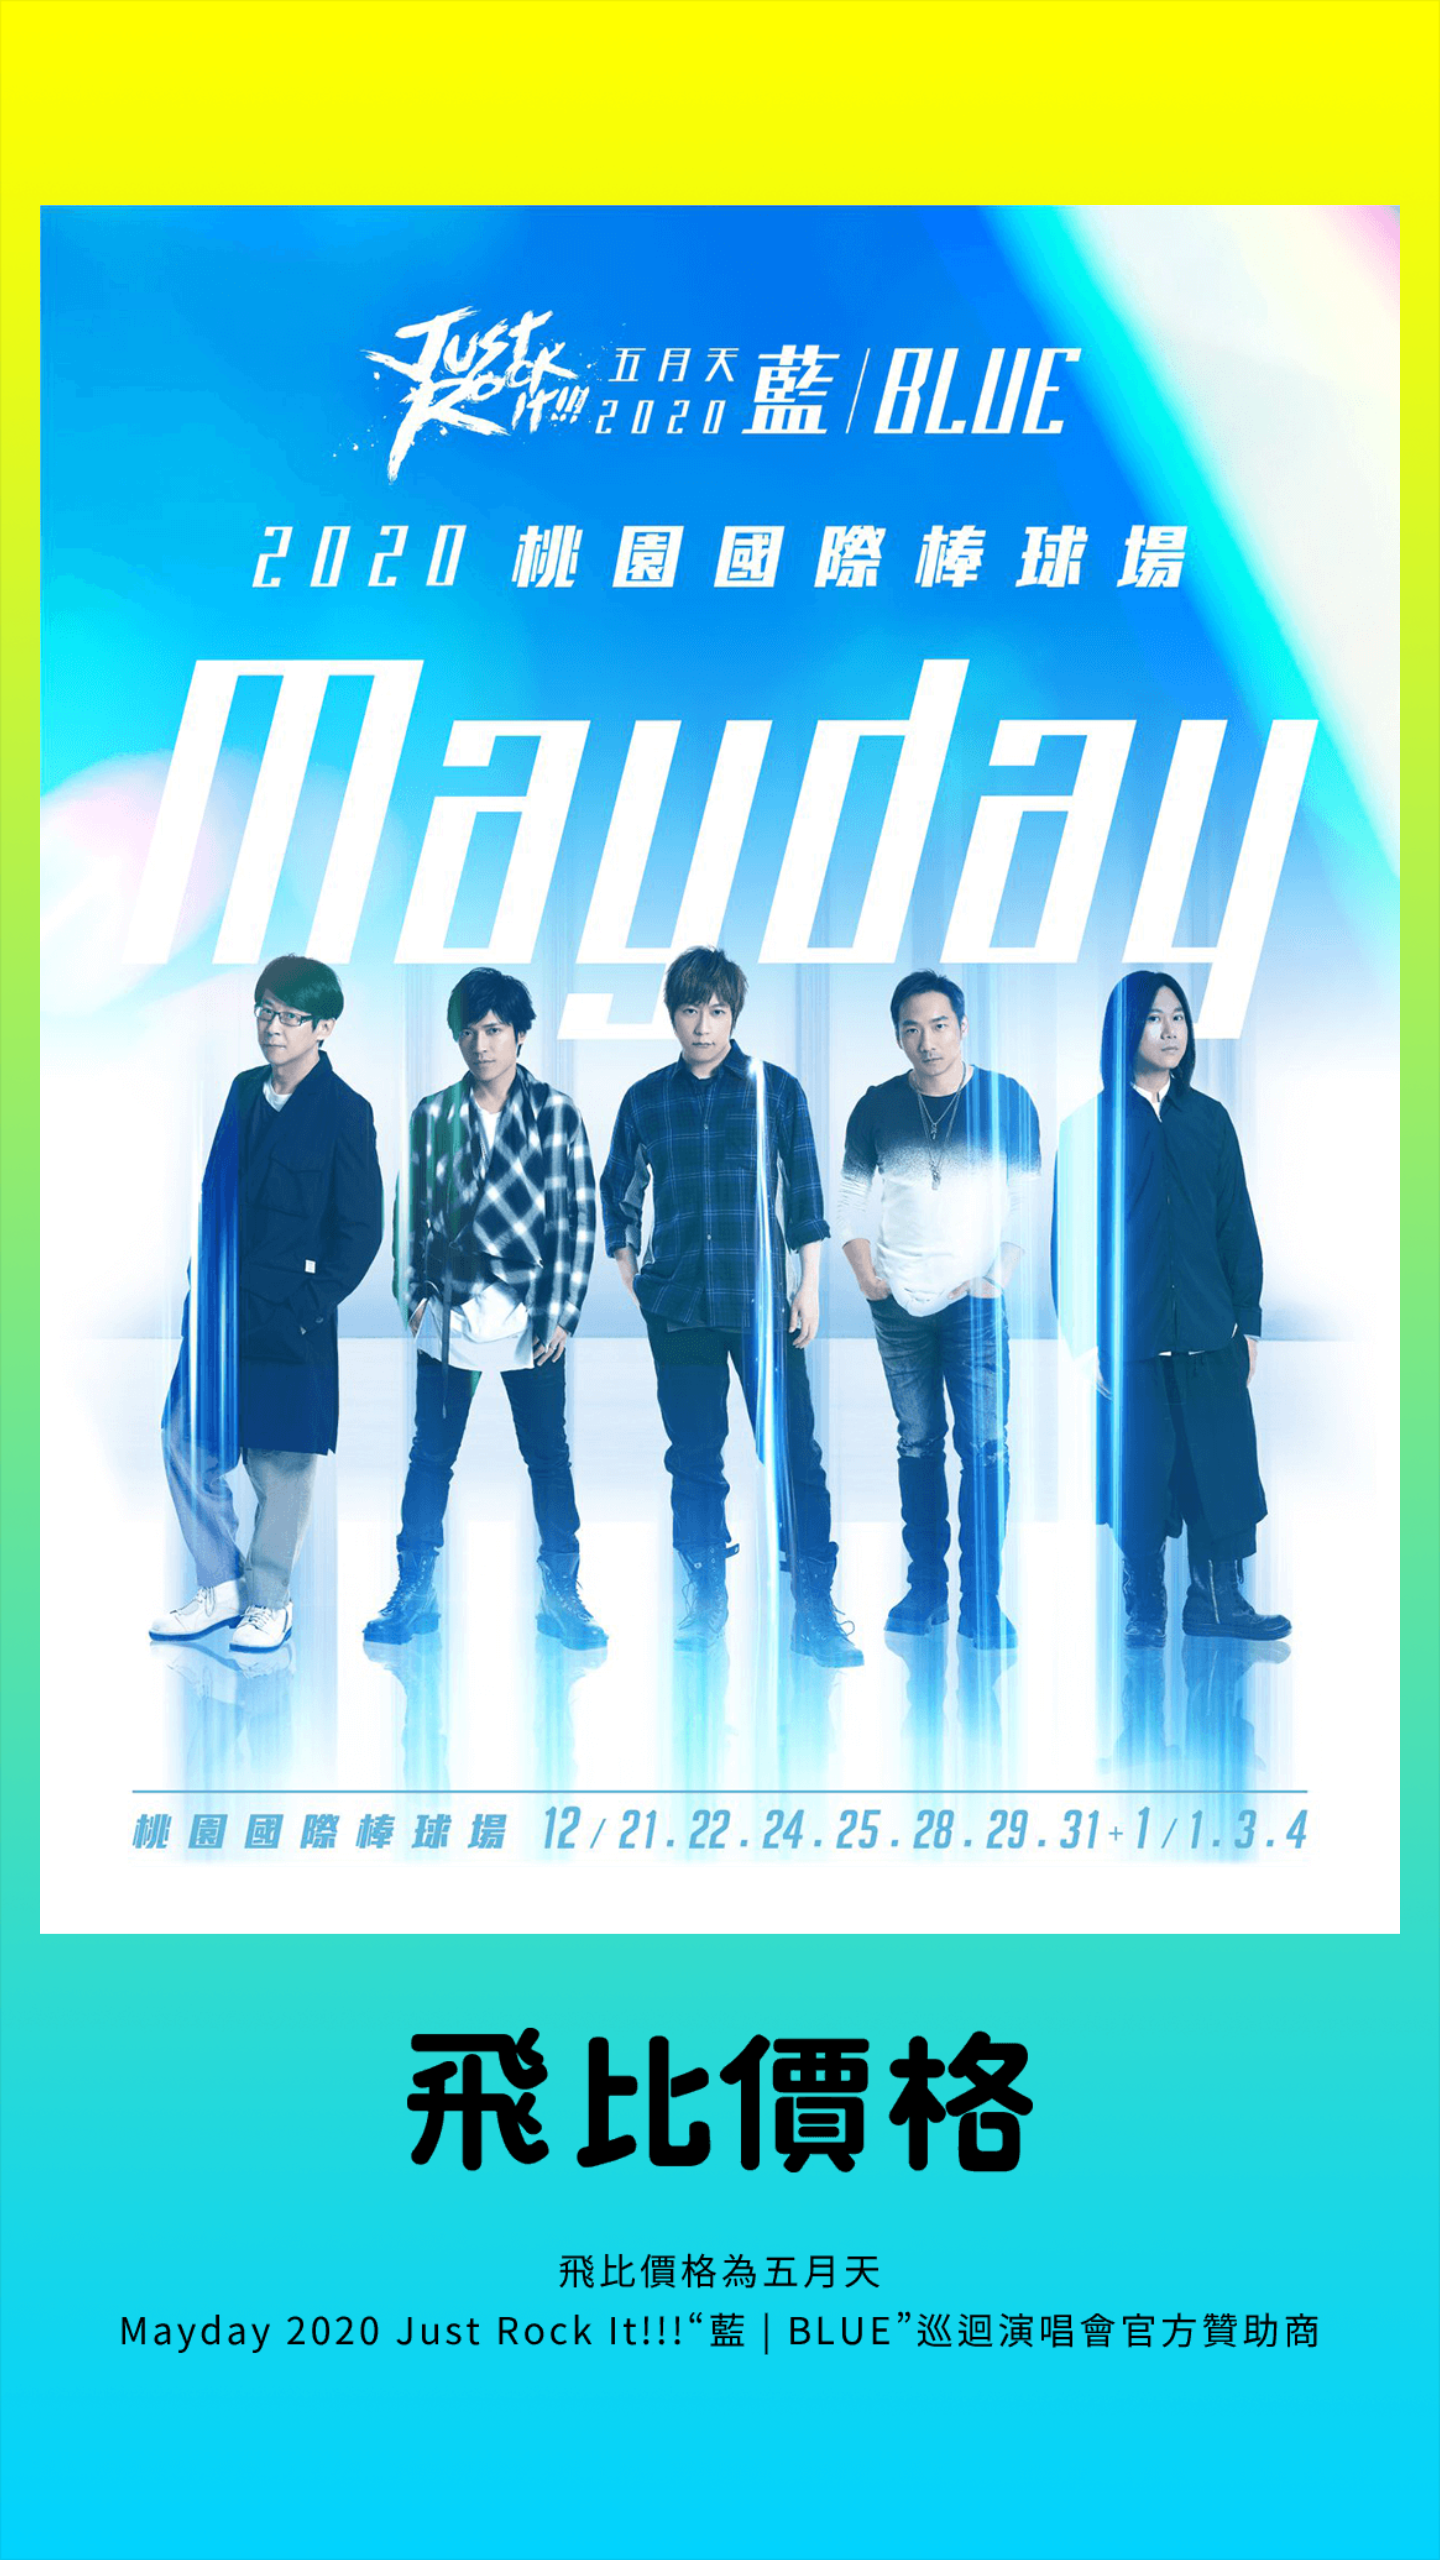 JUST ROCK IT!!! 五月天 2020 藍/BLUE
2020 桃園國際棒球場
Mayday
桃園國際棒球場 12/21.22.24.25.28.29.31+1/1.3.4
飛比價格
飛比價格為五月天
Mayday 2020 Just Rock It!!!“藍 | BLUE”巡迴演唱會官方贊助商